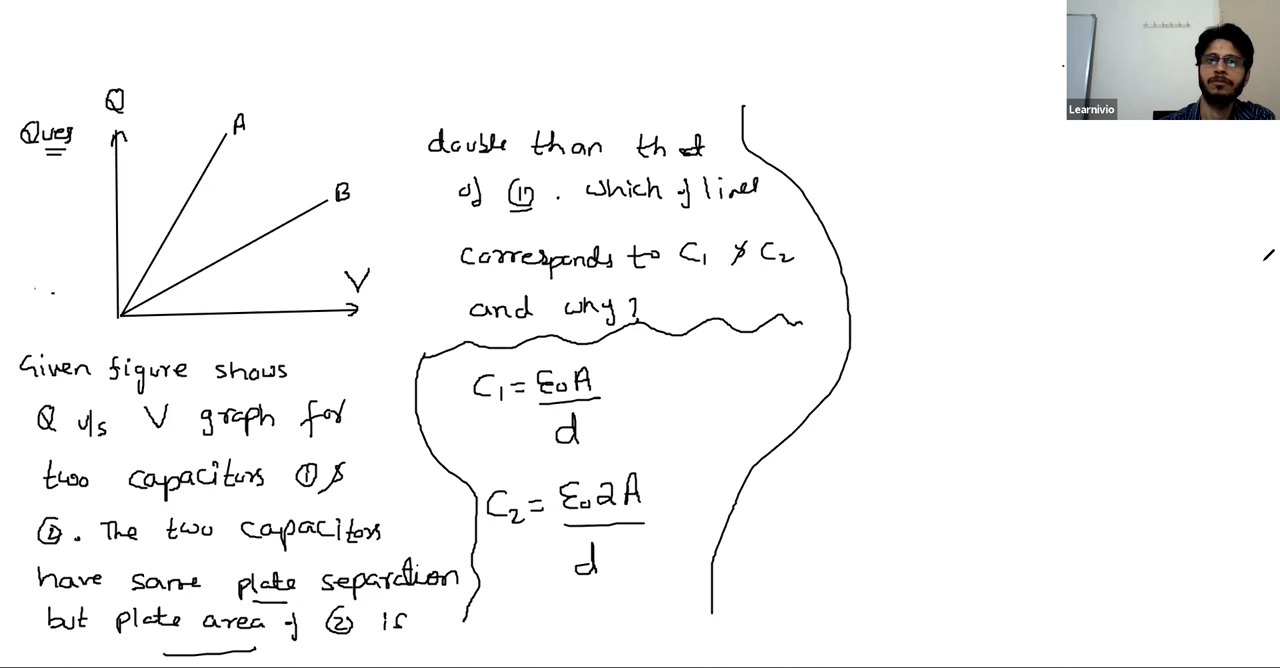 Ques
Q
A
B
V
Given figure shows
Q v/s V graph for
two capacitors ① &
②. The two capacitors
have same plate separation
but plate area of ② is
double than that
of ①. which of lines
corresponds to C₁ & C₂
and why?
C₁ = ε₀A
d
C₂ = ε₀2A
d
Learnivio